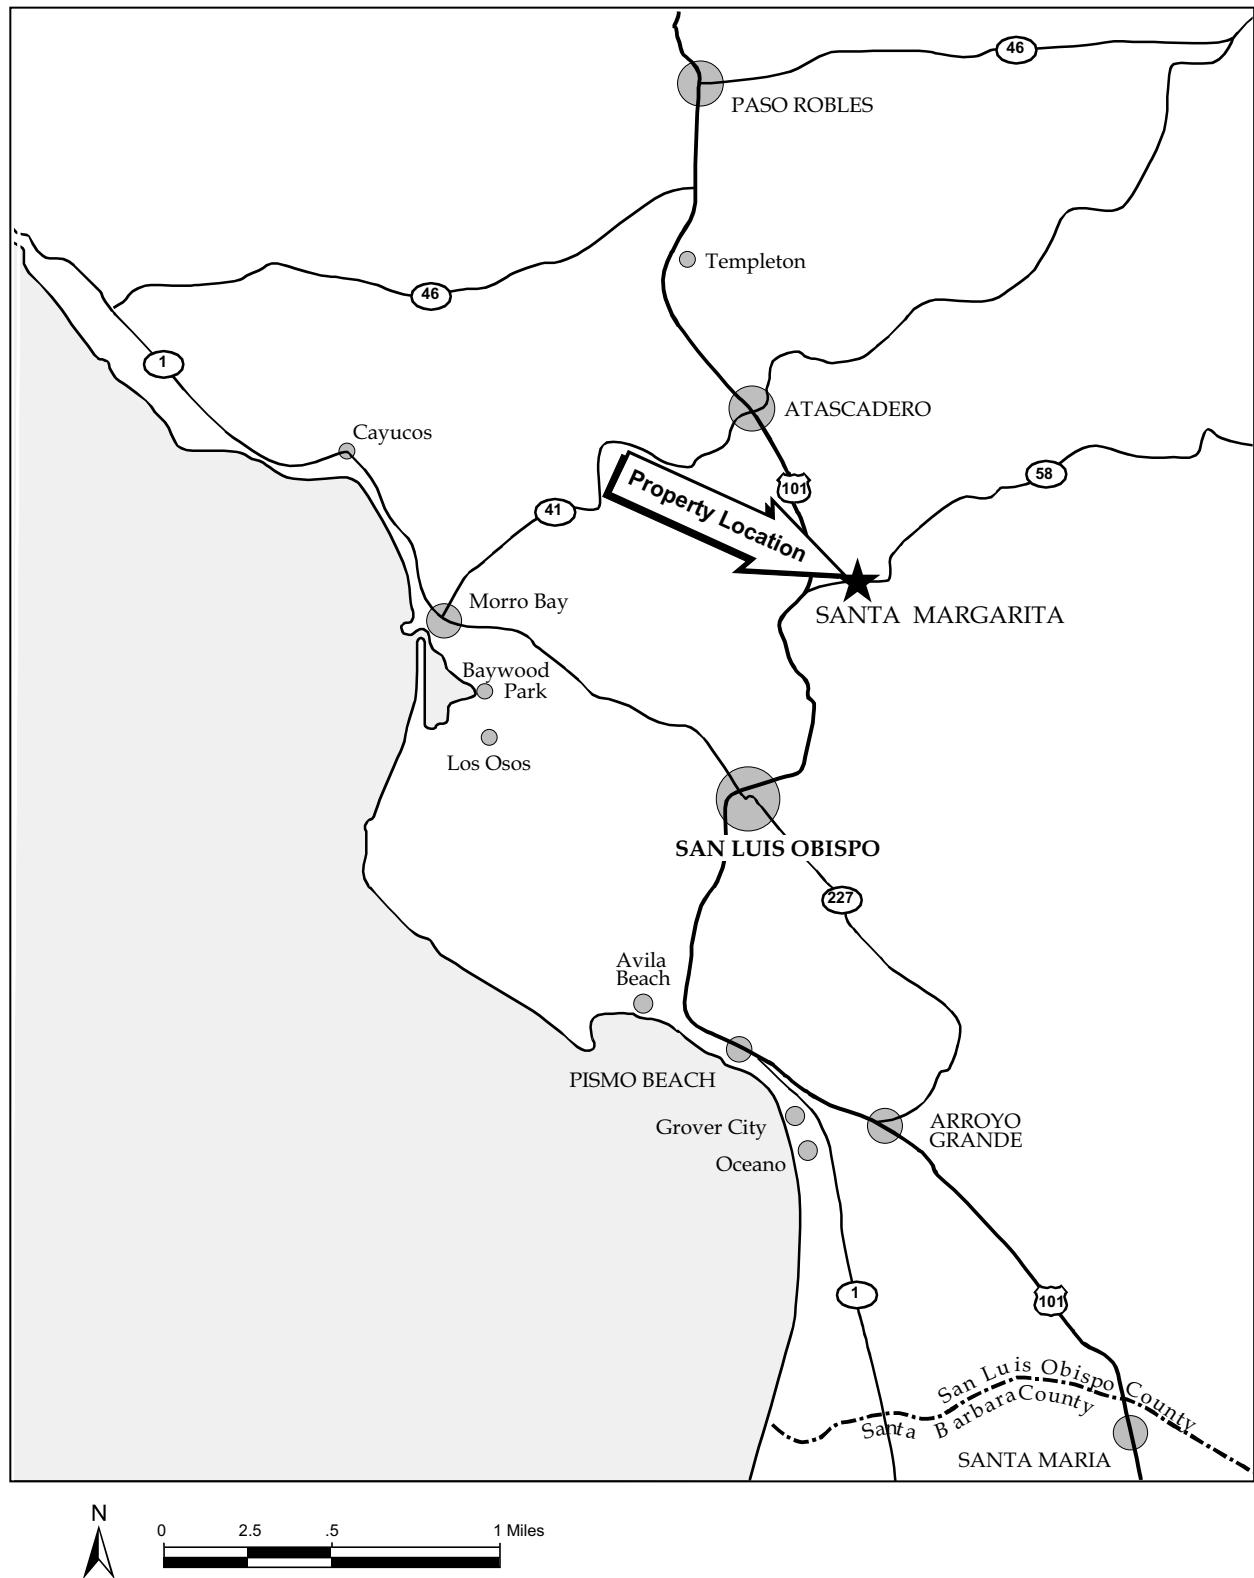 46
PASO ROBLES
Templeton
46
1
ATASCADERO
Cayucos
58
101
Property Location
41
Morro Bay
SANTA MARGARITA
Baywood
Park
Los Osos
SAN LUIS OBISPO
227
Avila
Beach
PISMO BEACH
Grover City
ARROYO
GRANDE
Oceano
1
101
San Luis Obispo County
Santa Barbara County
SANTA MARIA
N
0 2.5 .5 1 Miles